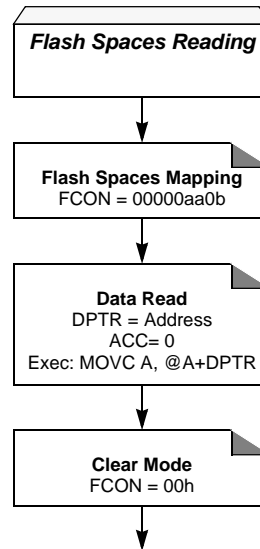 Flash Spaces Reading
Flash Spaces Mapping
FCON = 00000aa0b
Data Read
DPTR = Address
ACC= 0
Exec: MOVC A, @A+DPTR
Clear Mode
FCON = 00h